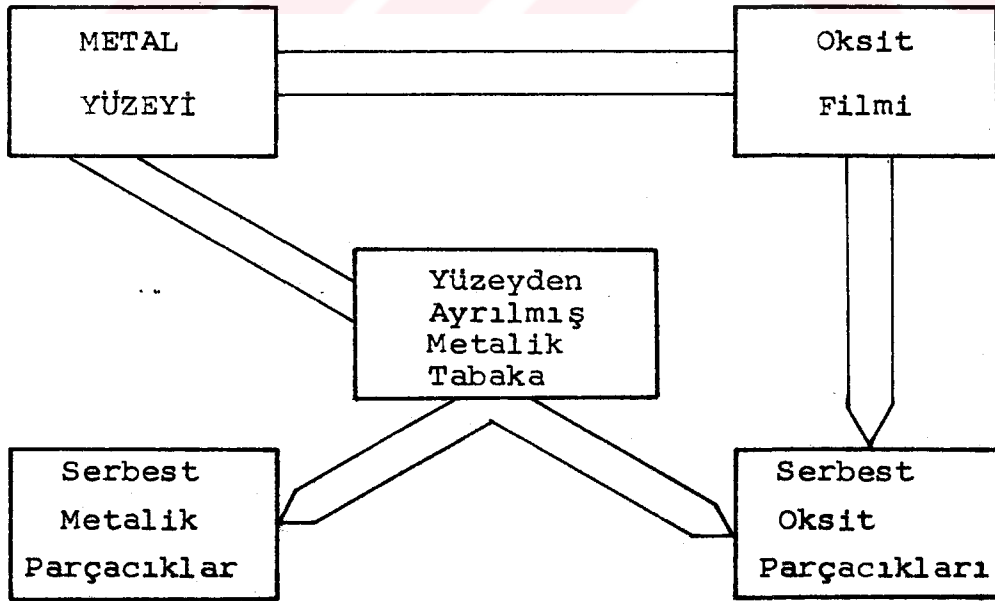 METAL
YÜZEYİ
Oksit
Filmi
Yüzeyden
Ayrılmış
Metalik
Tabaka
Serbest
Metalik
Parçacıklar
Serbest
Oksit
Parçacıkları